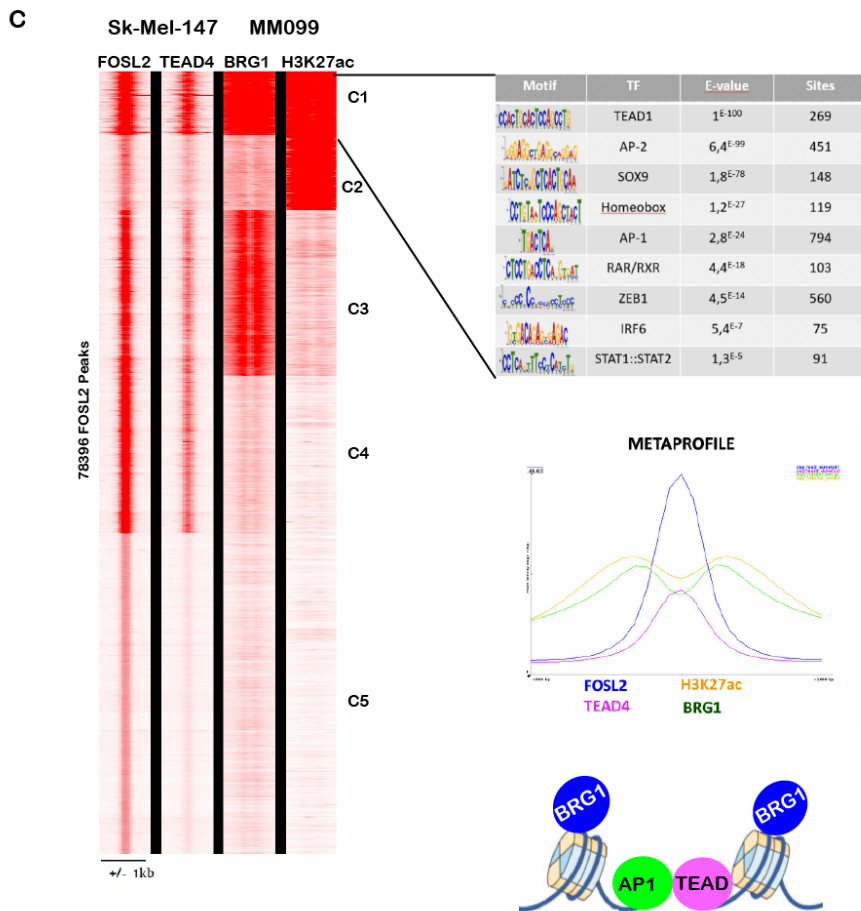 C
Sk-Mel-147 MM099
FOSL2 TEAD4 BRG1 H3K27ac
C1
C2
C3
C4
C5
78396 FOSL2 Peaks
+/- 1kb
Motif TF E-value Sites
TEAD1 1E-100 269
AP-2 6,4E-99 451
SOX9 1,8E-78 148
Homeobox 1,2E-27 119
AP-1 2,8E-24 794
RAR/RXR 4,4E-18 103
ZEB1 4,5E-14 560
IRF6 5,4E-7 75
STAT1::STAT2 1,3E-5 91
METAPROFILE
FOSL2 H3K27ac
TEAD4 BRG1
BRG1 BRG1
AP1 TEAD